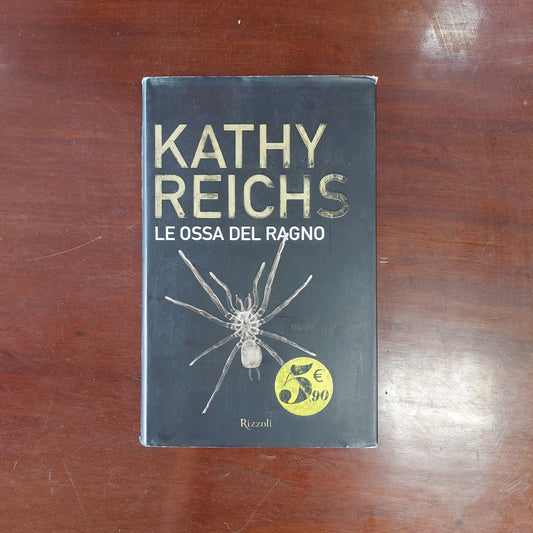 KATHY
REICHS
LE OSSA DEL RAGNO
5€
,90
Rizzoli